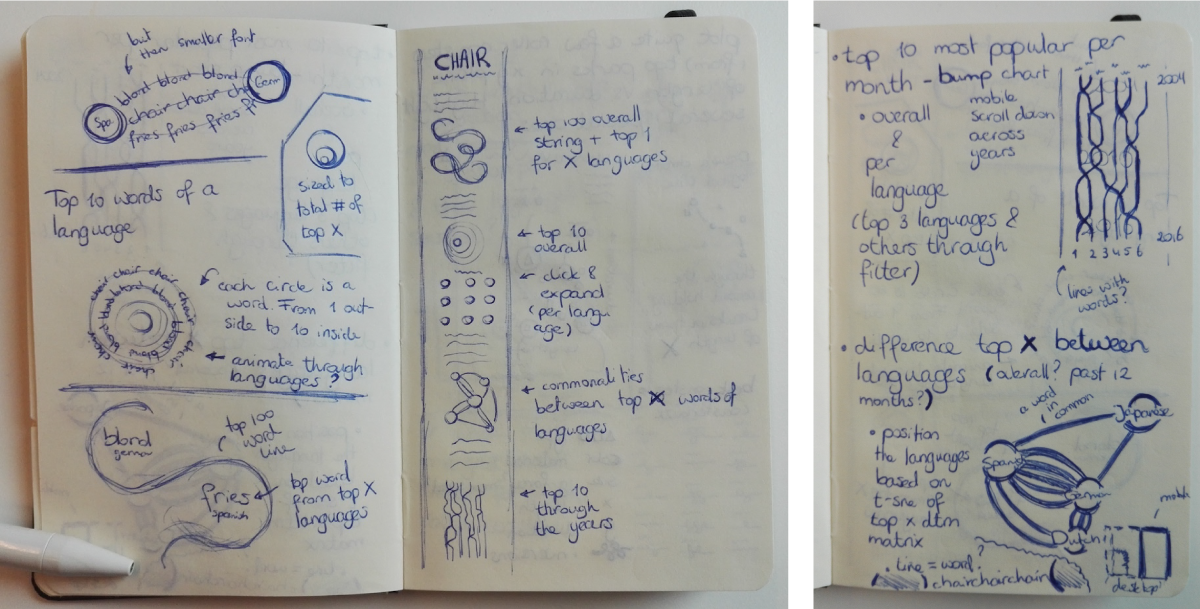 but
then smaller font
blond blond blond
Spa.
Germ
chair chair ch
fries fries fries fr
sized to
total # of
top X
Top 10 words of a
language
each circle is a
word. From 1 out-
side to 10 inside
chair chair chair chair
blond blond blond
animate through
languages?
blond
german
top 100
word
line
fries
spanish
top word
from top X
languages
CHAIR
top 100 overall
string + top 1
for X languages
top 10
overall
click &
expand
(per langu
age)
commonalities
between top X words of
languages
top 10
through
the years
• top 10 most popular per
month - bump chart
• overall
&
per
language
(top 3 languages &
others through
filter)
mobile
scroll down
across
years
2004
2016
1 2 3 4 5 6
lines with
words?
• difference top X between
languages (overall? past 12
months?)
a word
in common
Japanese
Spanish
German
Dutch
• position
the languages
based on
t-sne of
top x dtm
matrix
?
• Line = word?
chairchairchain
mobile
desktop